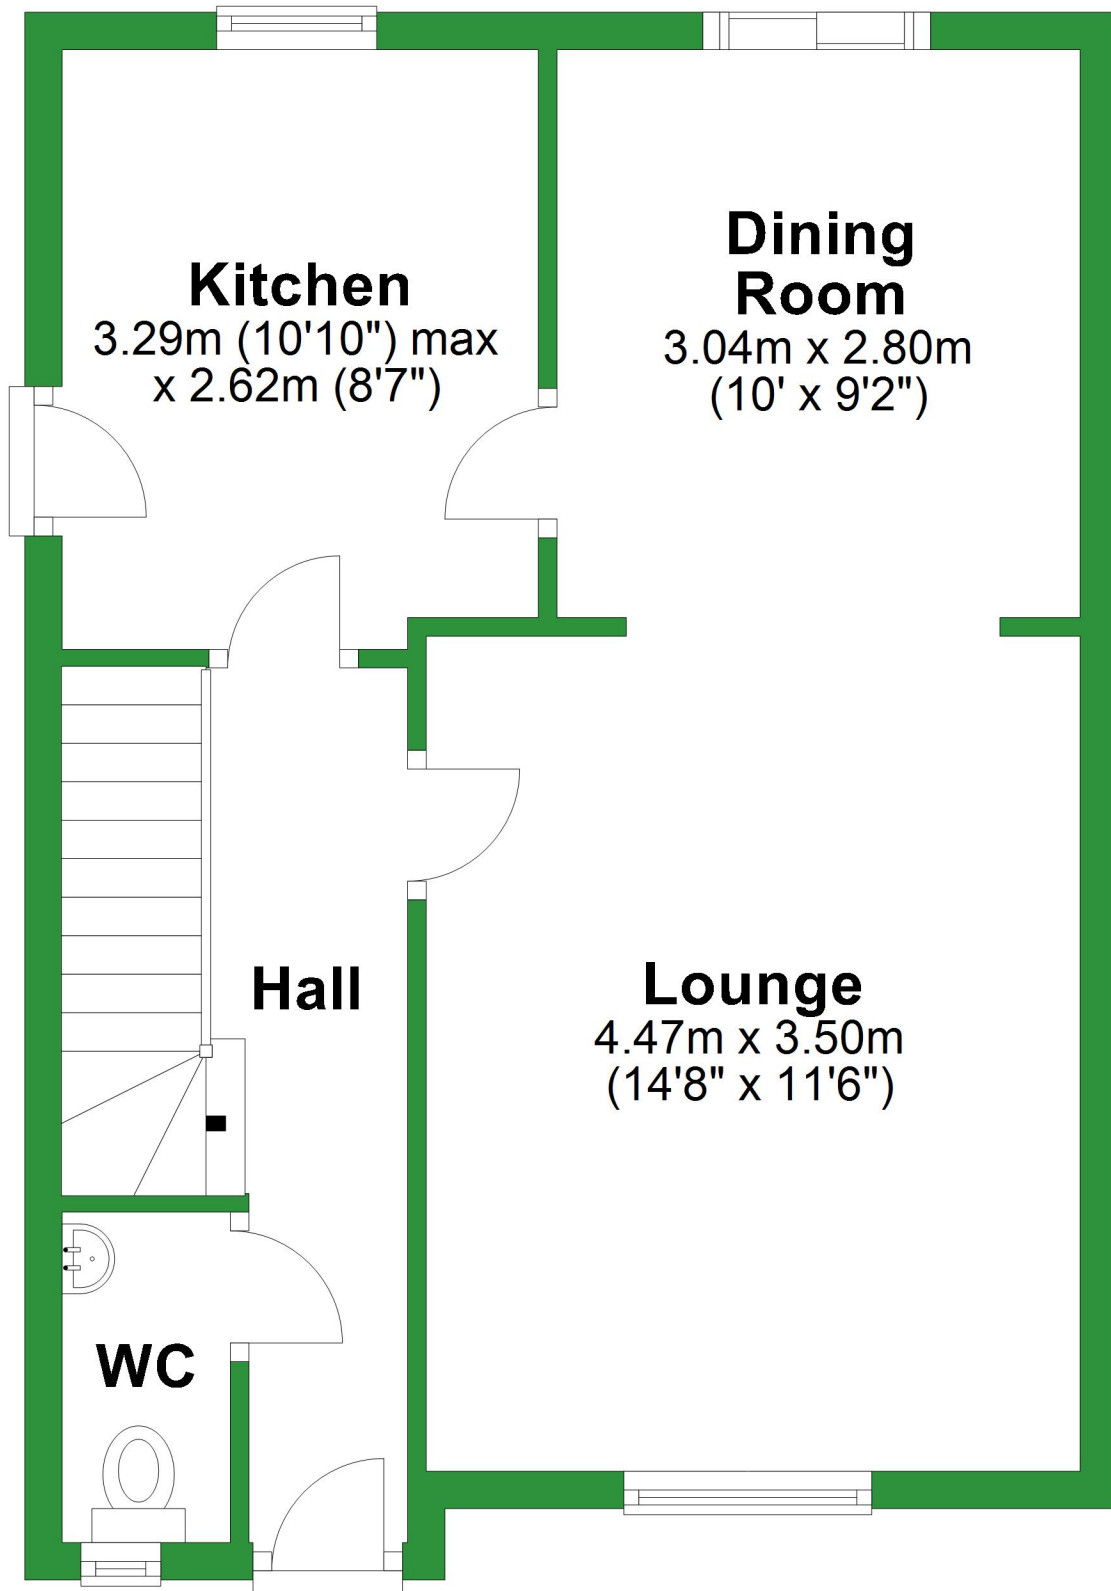 Kitchen
3.29m (10'10") max
x 2.62m (8'7")
Dining
Room
3.04m x 2.80m
(10' x 9'2")
Hall
Lounge
4.47m x 3.50m
(14'8" x 11'6")
WC